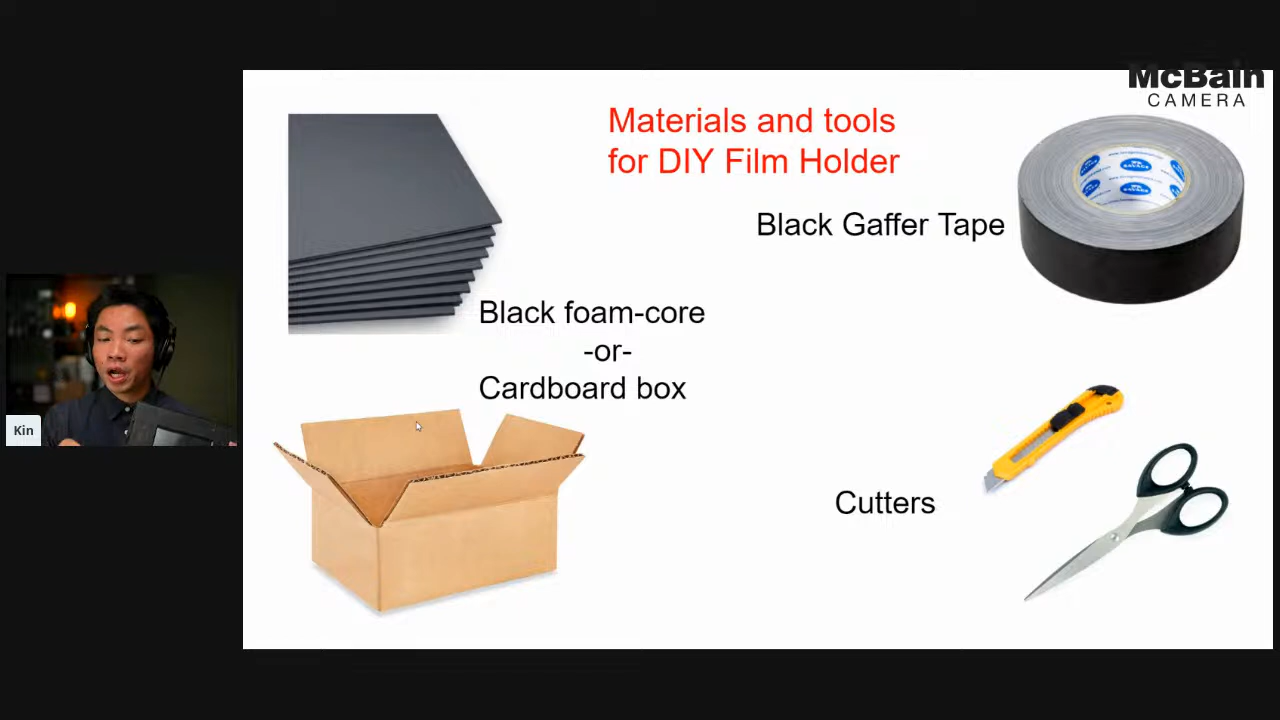 McBain
CAMERA
Materials and tools
for DIY Film Holder
Black Gaffer Tape
Black foam-core
-or-
Cardboard box
Kin
Cutters